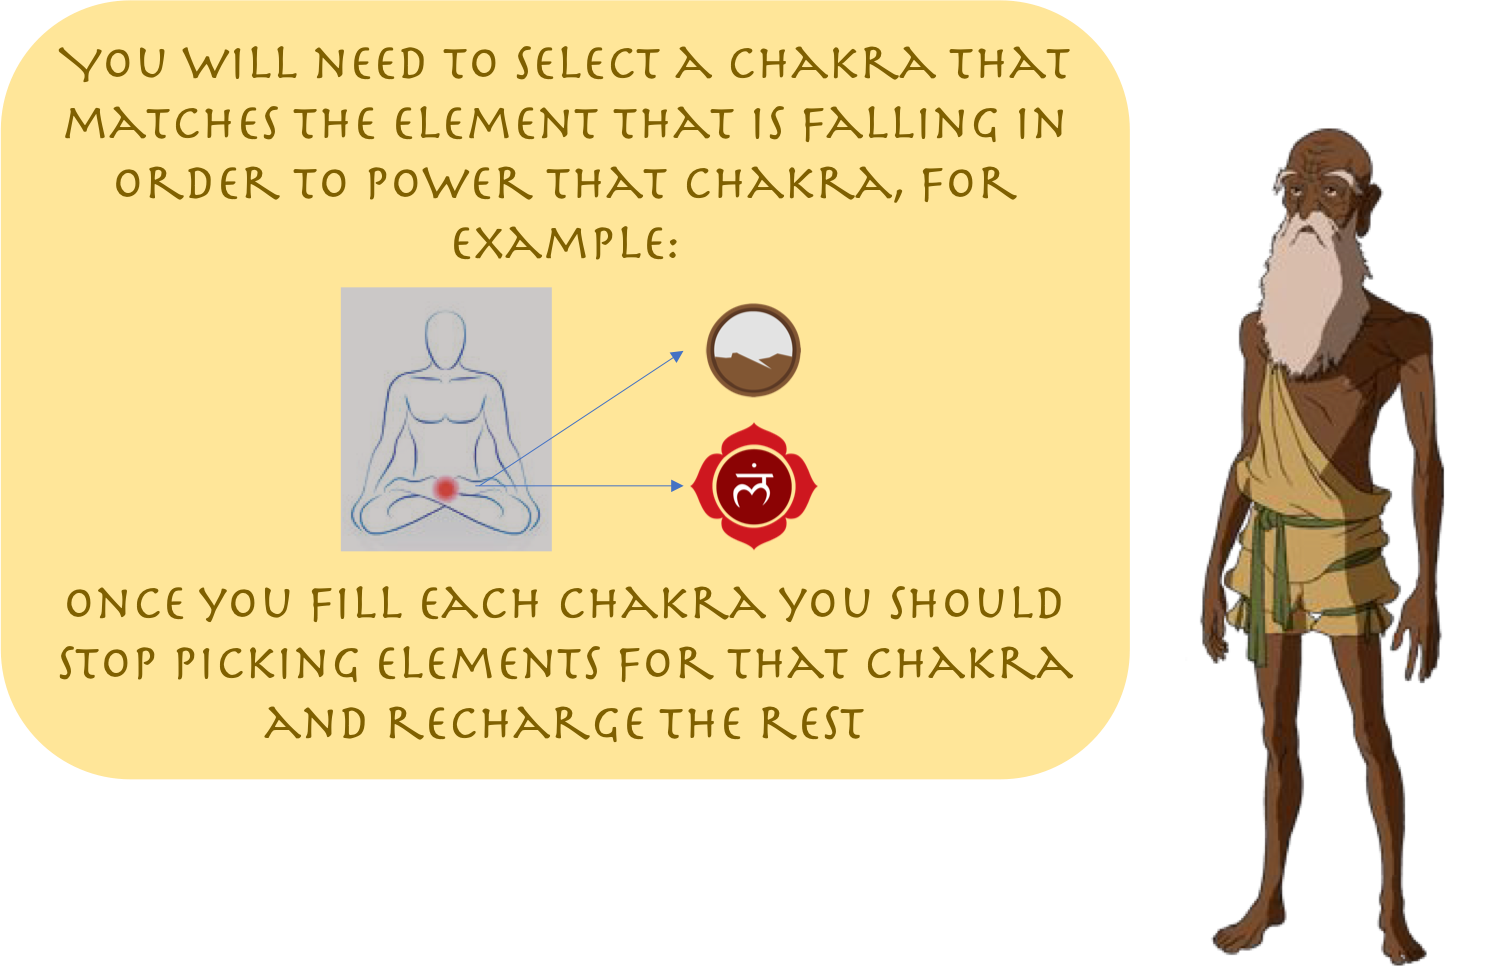 You will need to select a chakra that
matches the element that is falling in
order to power that chakra, for
example:
लं
once you fill each chakra you should
stop picking elements for that chakra
and recharge the rest